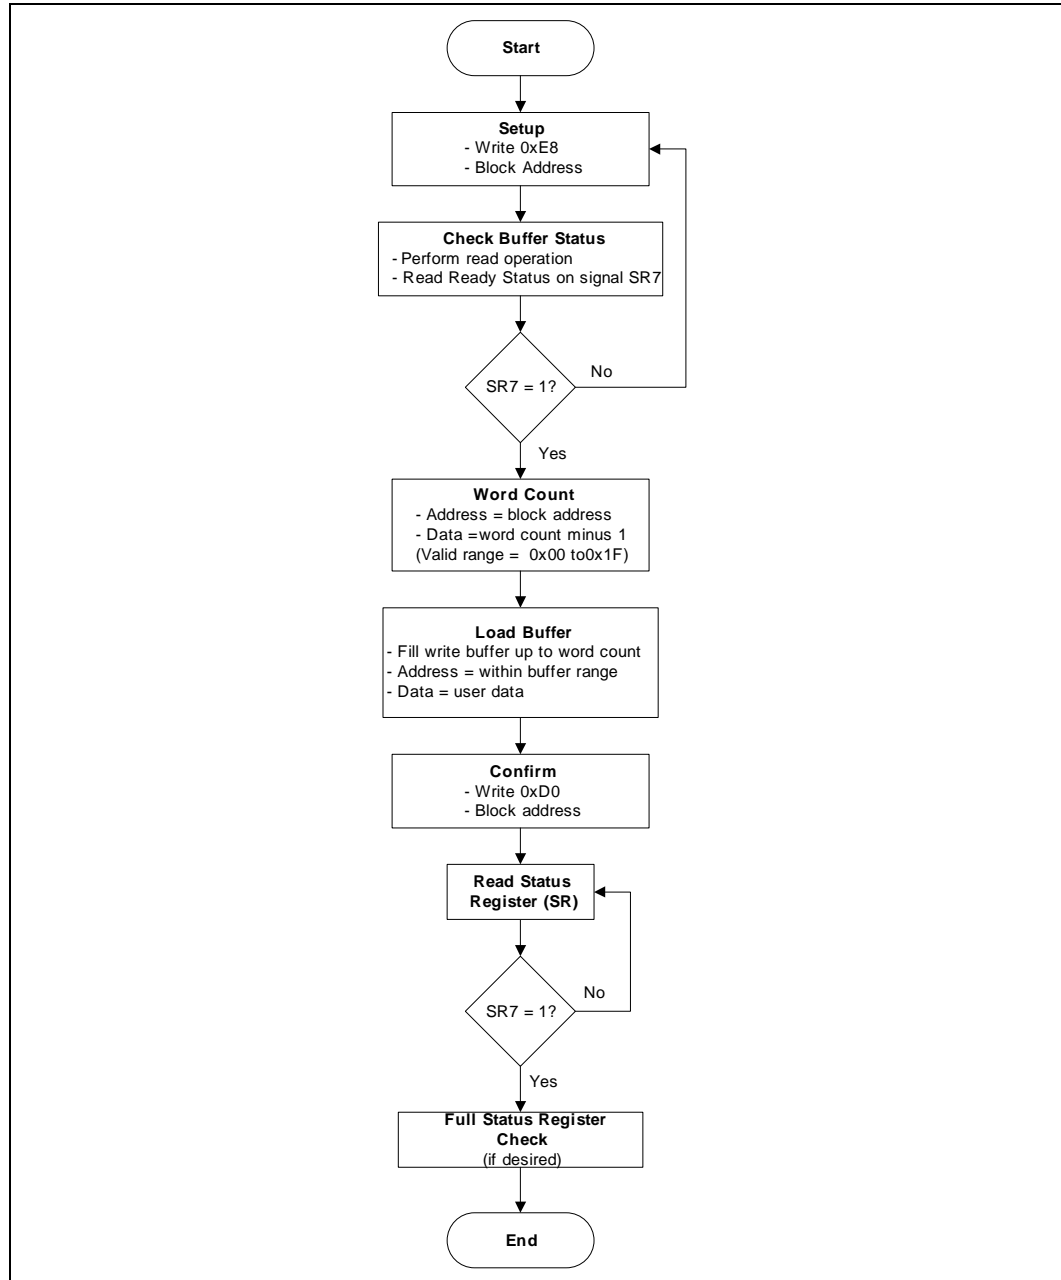 Start
Setup
- Write 0xE8
- Block Address
Check Buffer Status
- Perform read operation
- Read Ready Status on signal SR7
SR7 = 1?
No
Yes
Word Count
- Address = block address
- Data =word count minus 1
(Valid range = 0x00 to0x1F)
Load Buffer
- Fill write buffer up to word count
- Address = within buffer range
- Data = user data
Confirm
- Write 0xD0
- Block address
Read Status
Register (SR)
SR7 = 1?
No
Yes
Full Status Register
Check
(if desired)
End